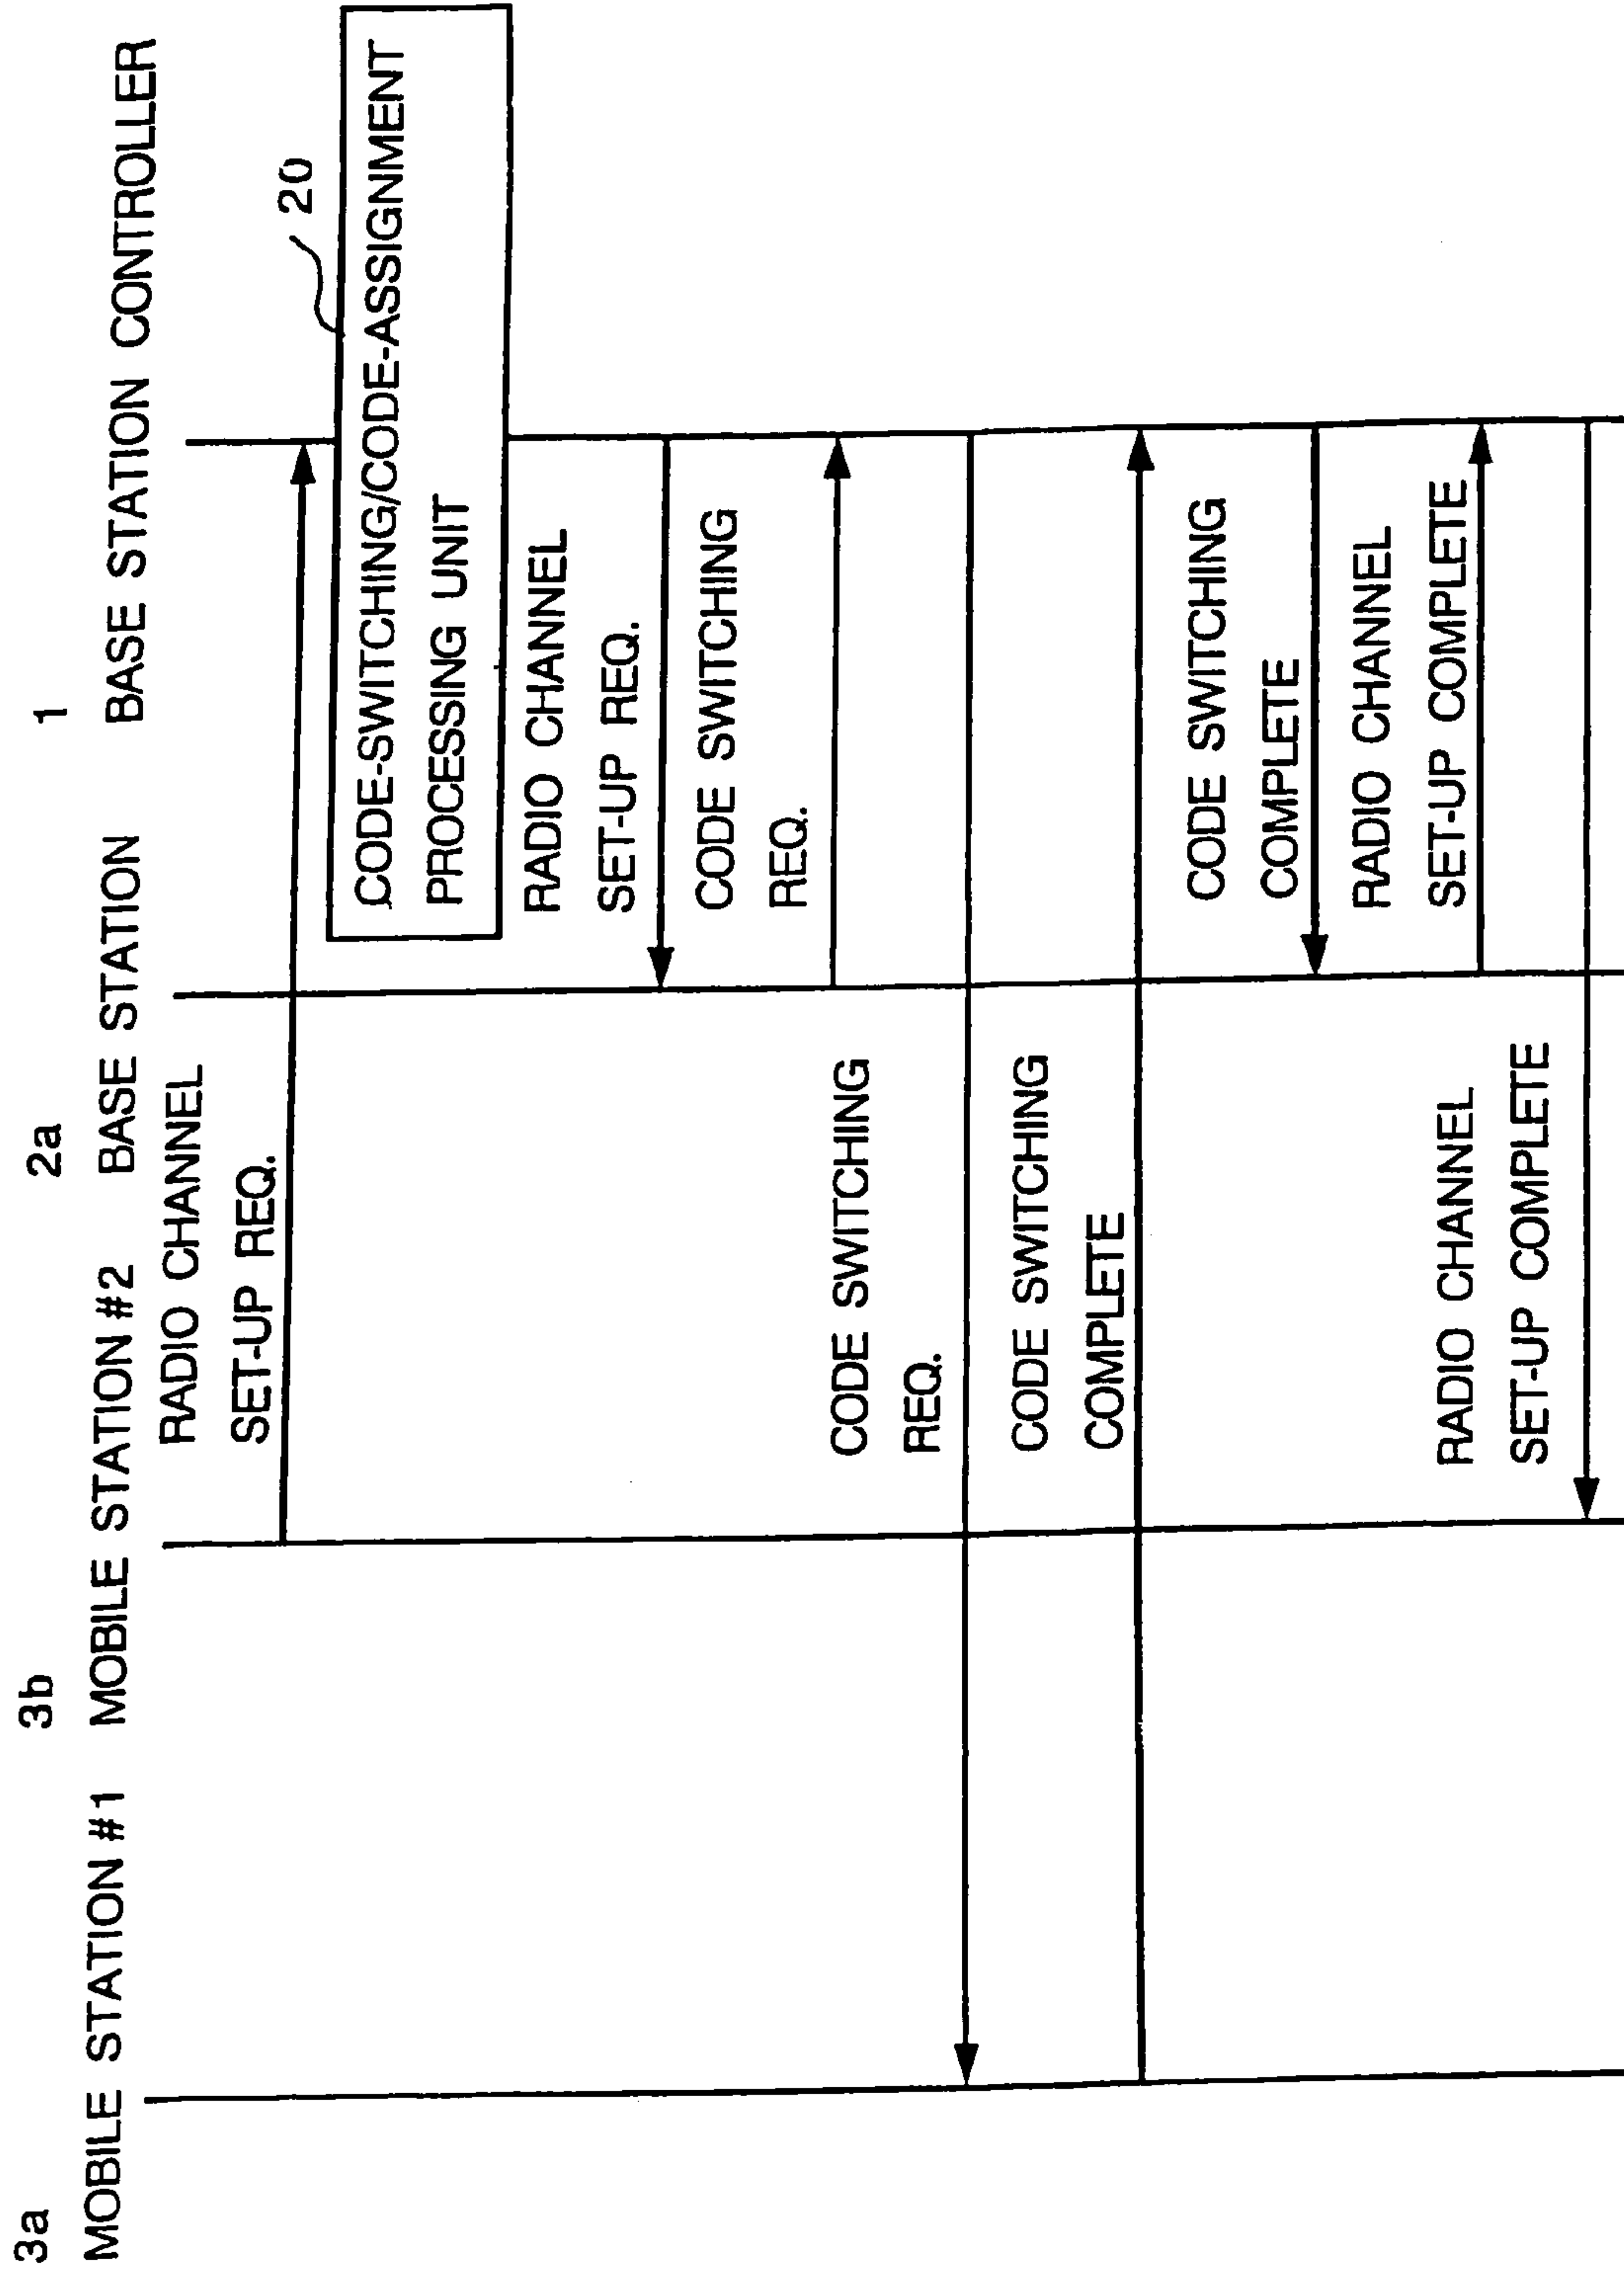 3a
3b
2a
1
MOBILE STATION #1
MOBILE STATION #2
BASE STATION
BASE STATION CONTROLLER
RADIO CHANNEL
SET-UP REQ.
20
CODE-SWITCHING/CODE-ASSIGNMENT
PROCESSING UNIT
RADIO CHANNEL
SET-UP REQ.
CODE SWITCHING
REQ.
CODE SWITCHING
REQ.
CODE SWITCHING
COMPLETE
CODE SWITCHING
COMPLETE
RADIO CHANNEL
SET-UP COMPLETE
RADIO CHANNEL
SET-UP COMPLETE